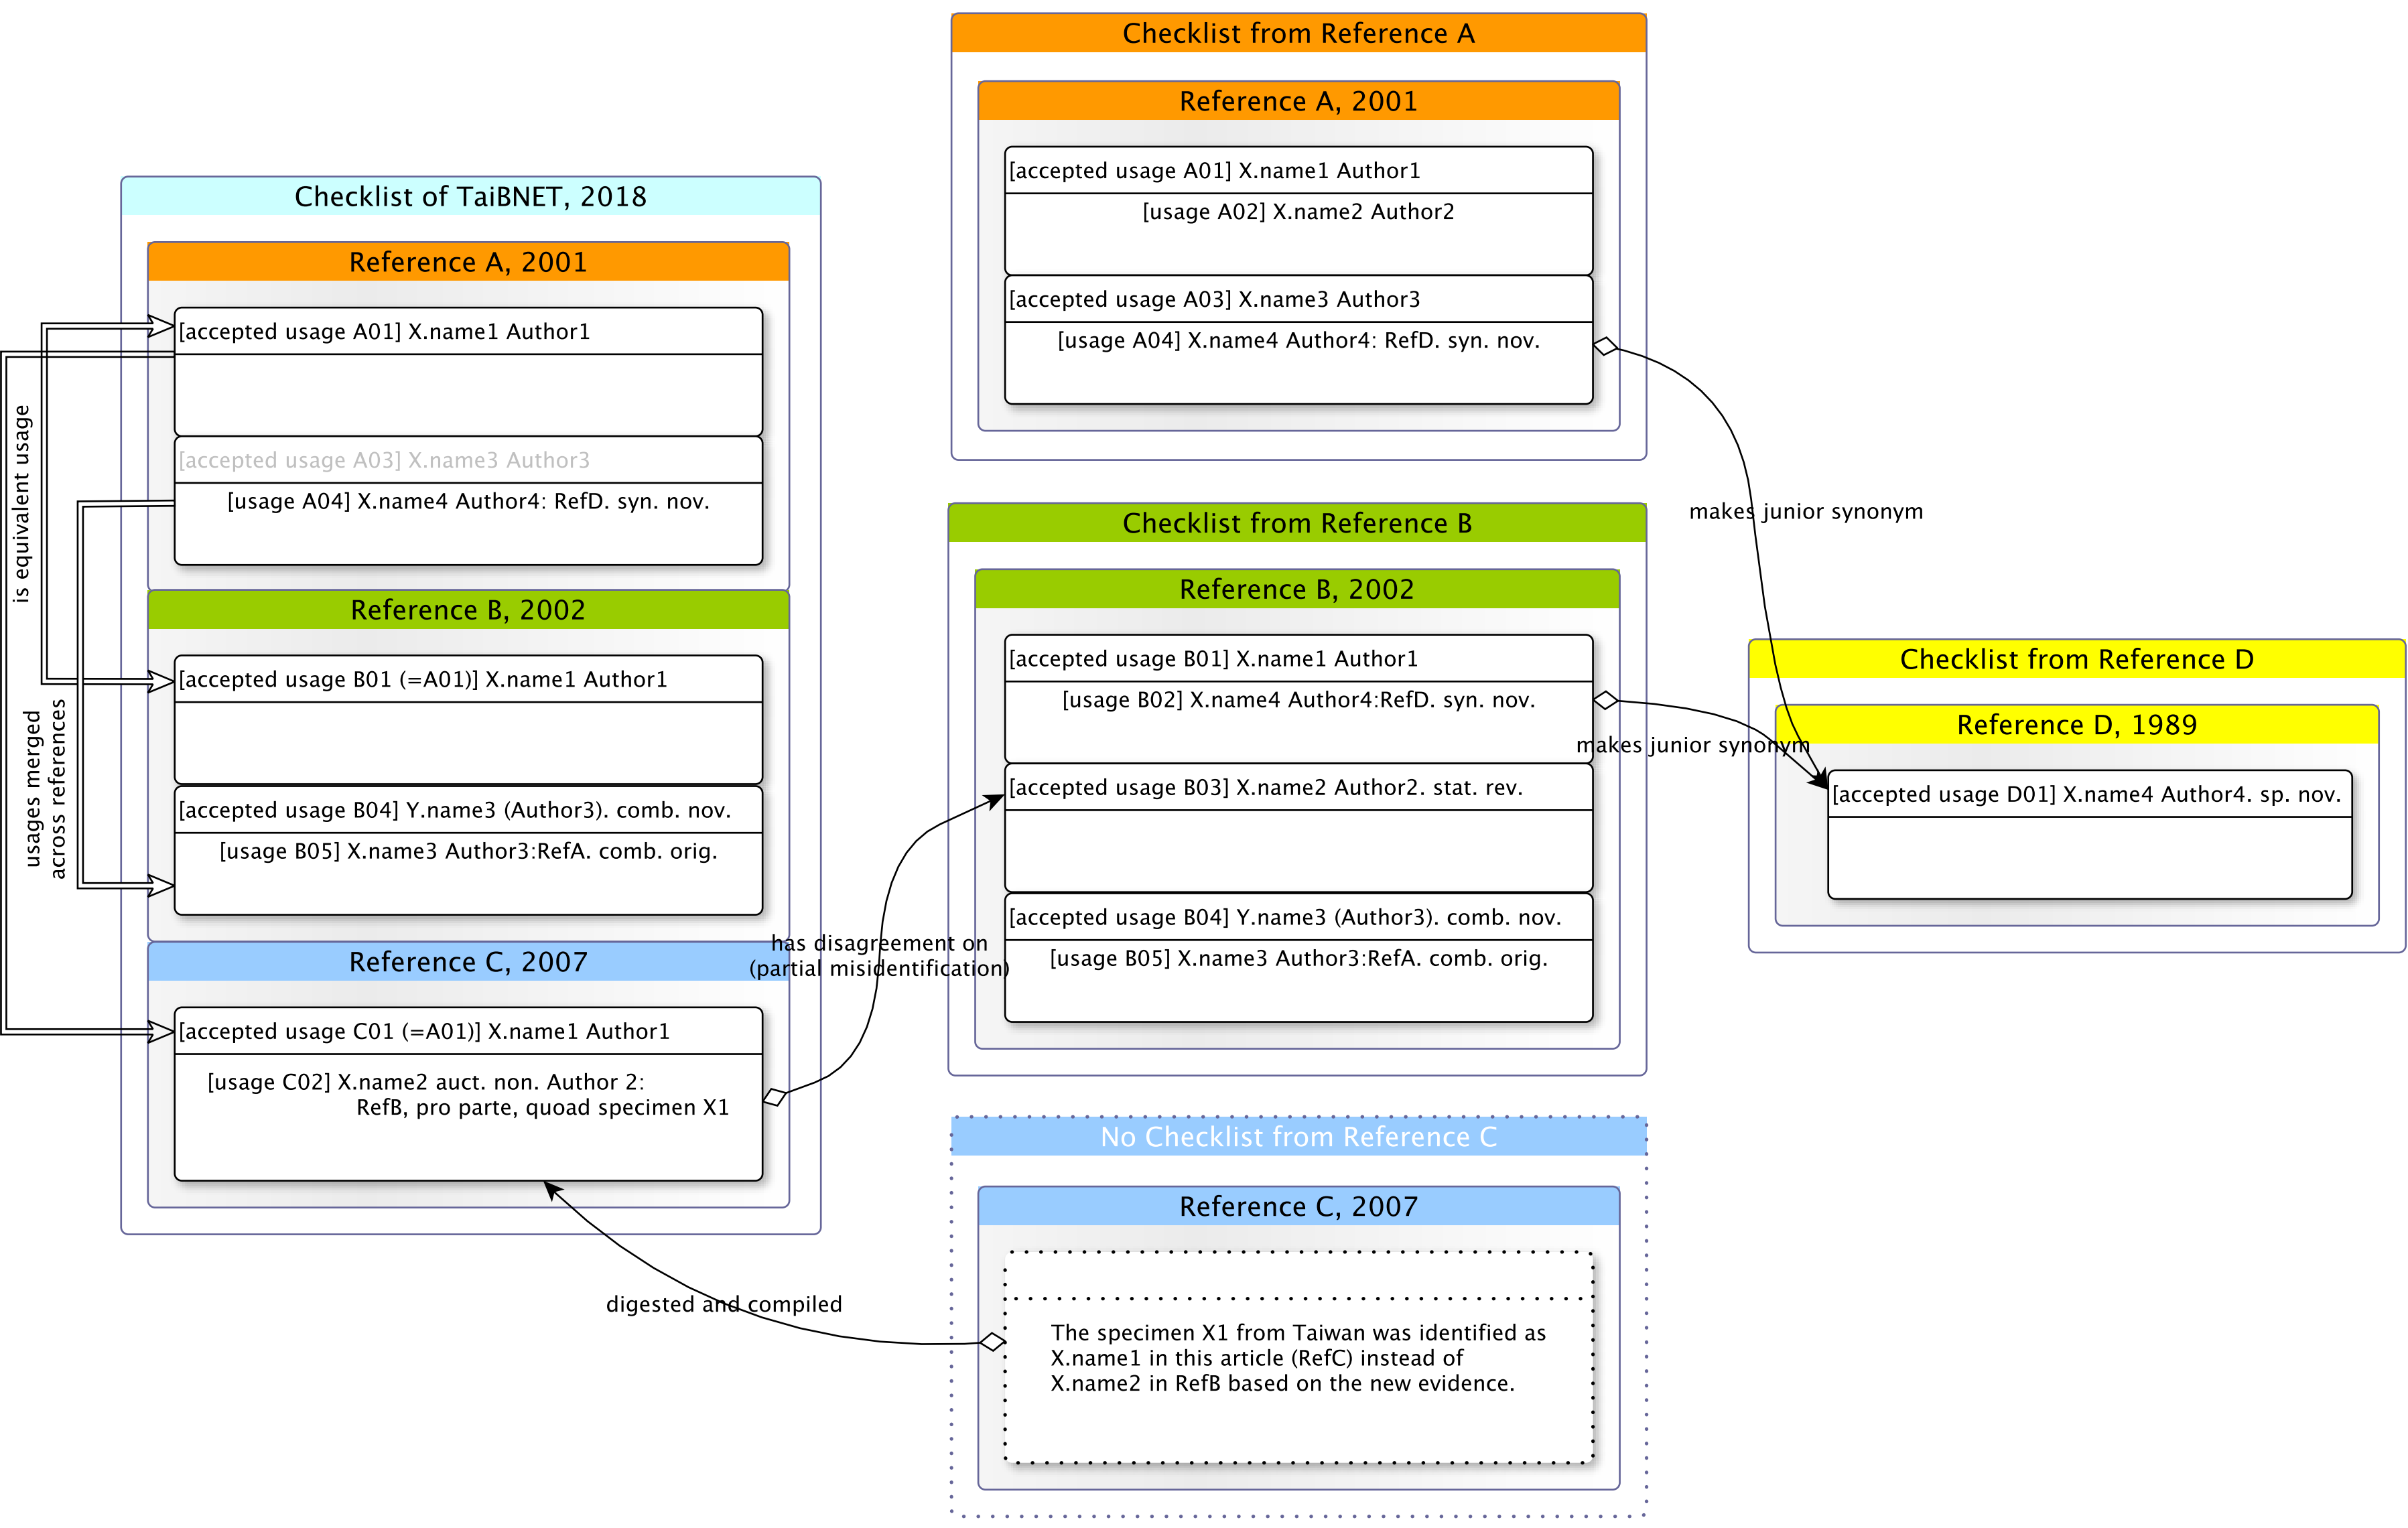 Checklist from Reference A
Reference A, 2001
[accepted usage A01] X.name1 Author1
[usage A02] X.name2 Author2
[accepted usage A03] X.name3 Author3
[usage A04] X.name4 Author4: RefD. syn. nov.
Checklist of TaiBNET, 2018
Reference A, 2001
[accepted usage A01] X.name1 Author1
[accepted usage A03] X.name3 Author3
[usage A04] X.name4 Author4: RefD. syn. nov.
Reference B, 2002
[accepted usage B01 (=A01)] X.name1 Author1
[accepted usage B04] Y.name3 (Author3). comb. nov.
[usage B05] X.name3 Author3:RefA. comb. orig.
Reference C, 2007
[accepted usage C01 (=A01)] X.name1 Author1
[usage C02] X.name2 auct. non. Author 2:
RefB, pro parte, quoad specimen X1
is equivalent usage
usages merged
across references
has disagreement on
(partial misidentification)
digested and compiled
Checklist from Reference B
Reference B, 2002
[accepted usage B01] X.name1 Author1
[usage B02] X.name4 Author4:RefD. syn. nov.
[accepted usage B03] X.name2 Author2. stat. rev.
[accepted usage B04] Y.name3 (Author3). comb. nov.
[usage B05] X.name3 Author3:RefA. comb. orig.
makes junior synonym
makes junior synonym
Checklist from Reference D
Reference D, 1989
[accepted usage D01] X.name4 Author4. sp. nov.
No Checklist from Reference C
Reference C, 2007
The specimen X1 from Taiwan was identified as
X.name1 in this article (RefC) instead of
X.name2 in RefB based on the new evidence.